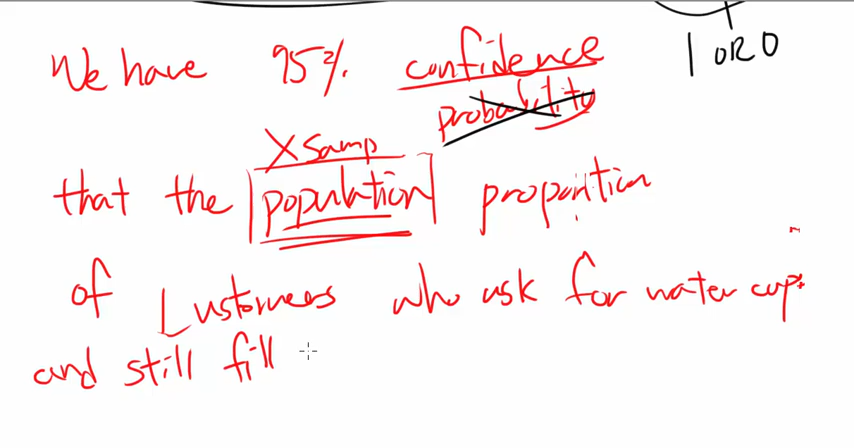 1 OR 0
We have 95% confidence
probability
X Samp
that the population proportion
of customers who ask for water cups
and still fill